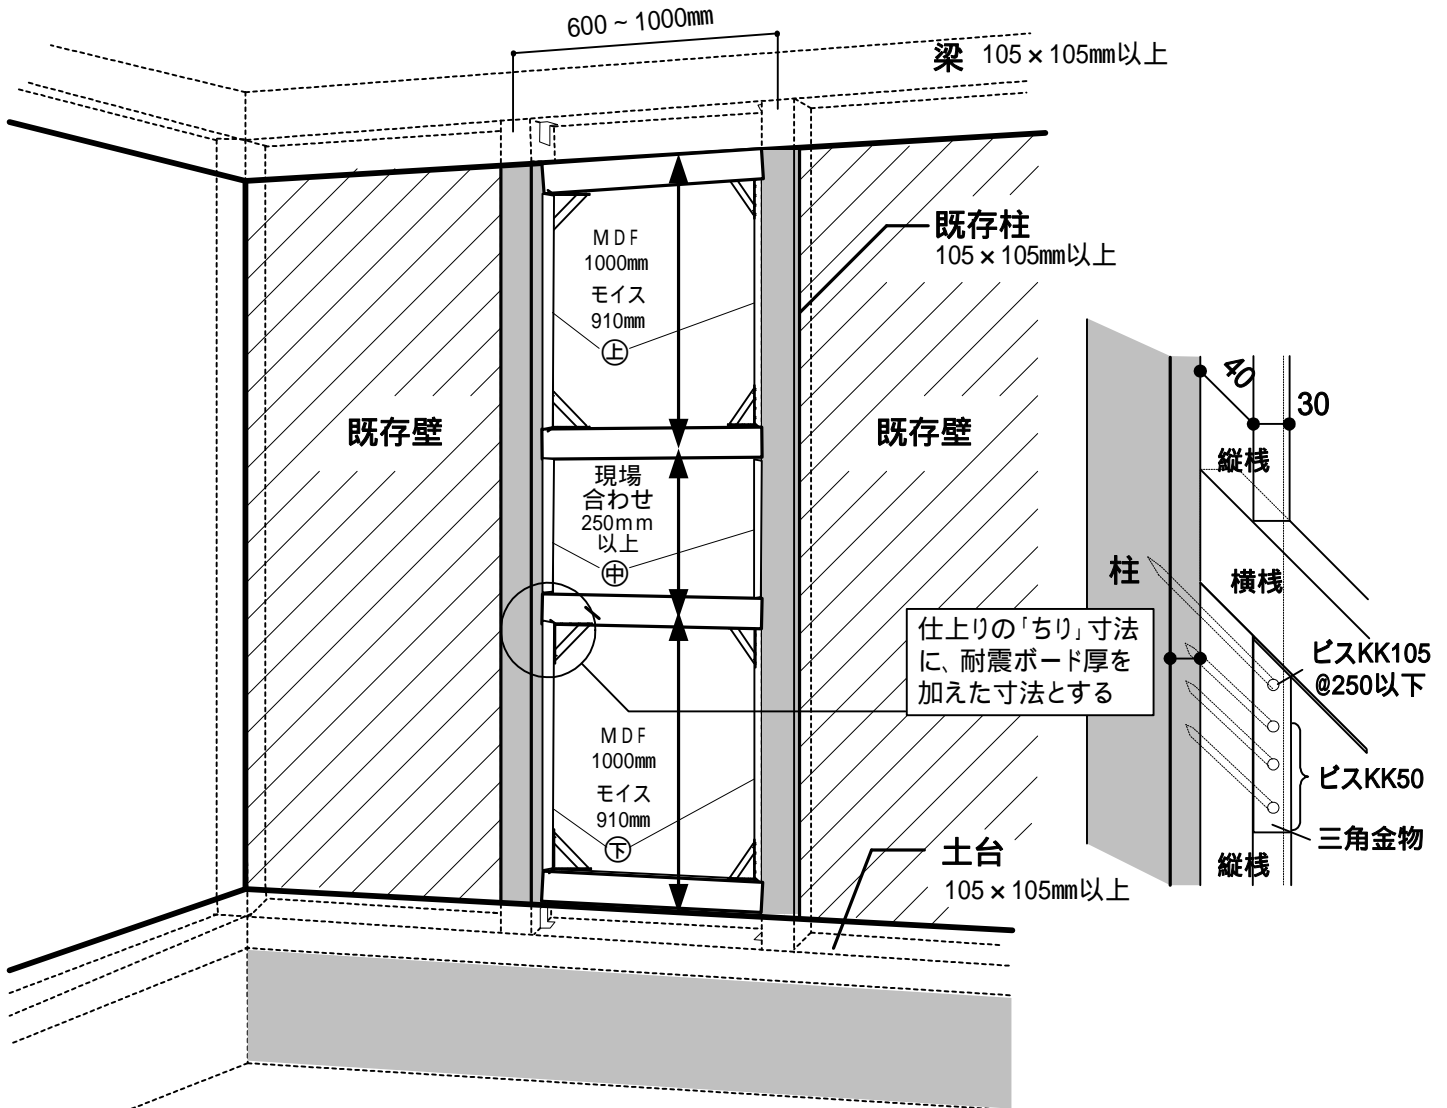 600 ~ 1000mm
梁 105×105mm以上
既存柱
105×105mm以上
MDF
1000mm
モイス
910mm
上
既存壁
既存壁
現場
合わせ
250mm
以上
中
MDF
1000mm
モイス
910mm
下
仕上りの「ちり」寸法
に、耐震ボード厚を
加えた寸法とする
土台
105×105mm以上
40
30
縦桟
柱
横桟
ビスKK105
@250以下
ビスKK50
三角金物
縦桟